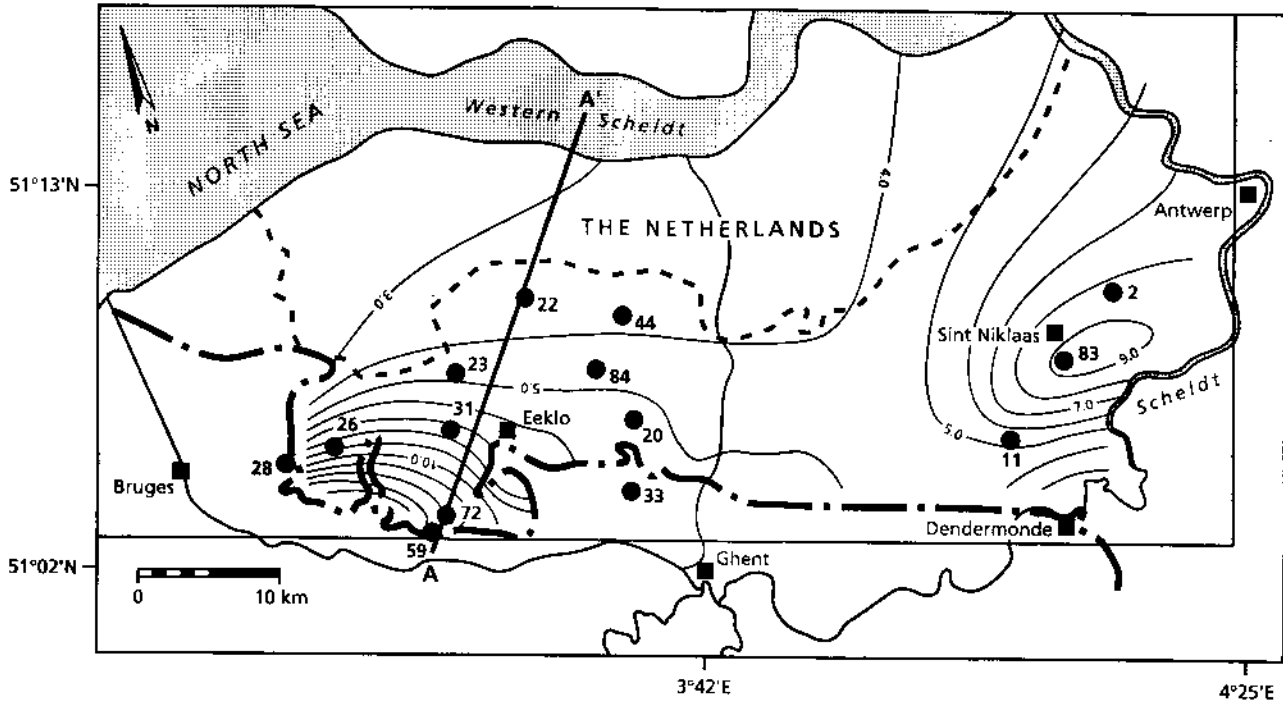 N
NORTH SEA
Western Scheldt
A'
51°13'N
4.0
Antwerp
THE NETHERLANDS
3.0
22
44
2
Sint Niklaas
83
9.0
23
84
5.0
7.0
Scheldt
31
Eeklo
26
20
5.0
11
28
10.0
Bruges
33
72
Dendermonde
59
51°02'N
A
Ghent
0
10 km
3°42'E
4°25'E